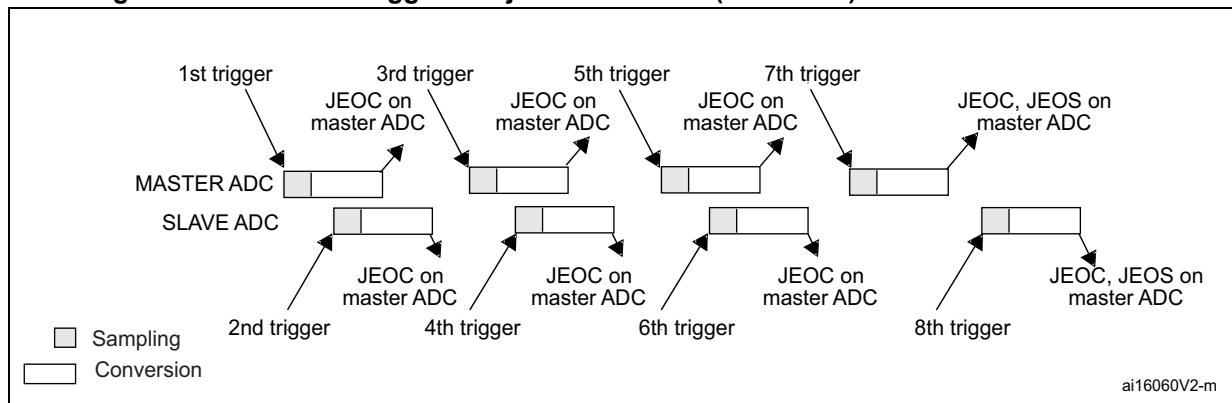 1st trigger
3rd trigger
5th trigger
7th trigger
JEOC on
master ADC
JEOC on
master ADC
JEOC on
master ADC
JEOC, JEOS on
master ADC
MASTER ADC
SLAVE ADC
JEOC on
master ADC
JEOC on
master ADC
JEOC on
master ADC
JEOC, JEOS on
master ADC
2nd trigger
4th trigger
6th trigger
8th trigger
Sampling
Conversion
ai16060V2-m